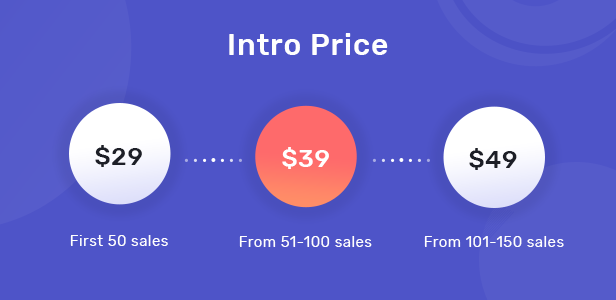 Intro Price
$29
$39
$49
First 50 sales
From 51-100 sales
From 101-150 sales